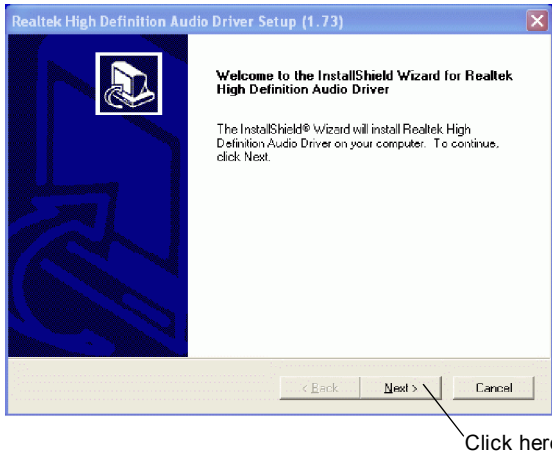 Realtek High Definition Audio Driver Setup (1.73)
Welcome to the InstallShield Wizard for Realtek
High Definition Audio Driver
The InstallShield® Wizard will install Realtek High
Definition Audio Driver on your computer. To continue,
click Next.
< Back Next > Cancel
Click here